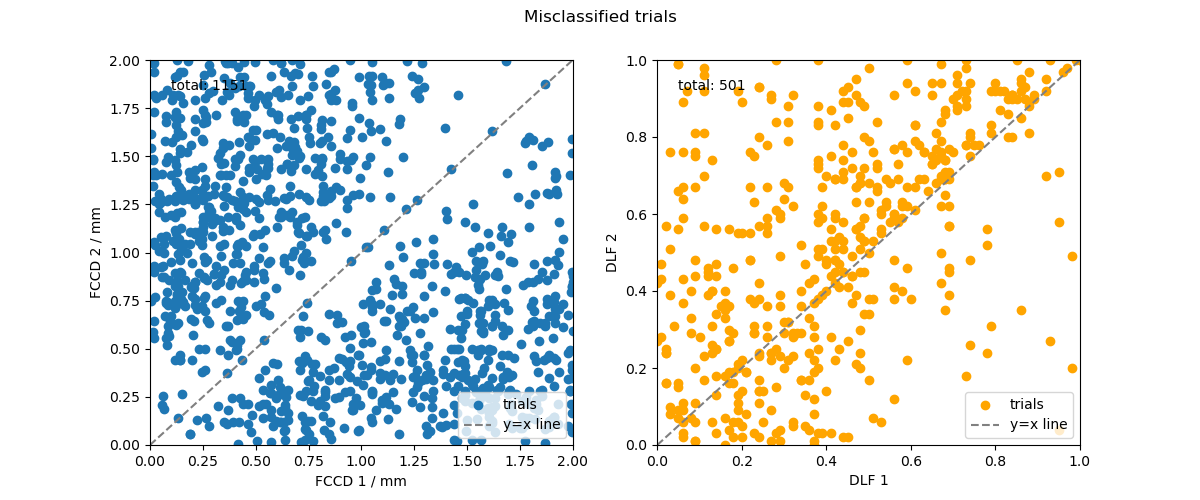 Misclassified trials
total: 1151
FCCD 2 / mm
2.00
1.75
1.50
1.25
1.00
0.75
0.50
0.25
0.00
0.00 0.25 0.50 0.75 1.00 1.25 1.50 1.75 2.00
FCCD 1 / mm
trials
y=x line
total: 501
DLF 2
1.0
0.8
0.6
0.4
0.2
0.0
0.0 0.2 0.4 0.6 0.8 1.0
DLF 1
trials
y=x line